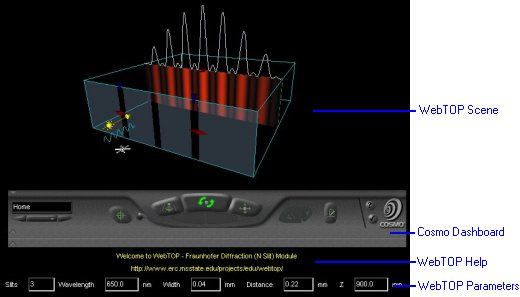 WebTOP Scene
Home
COSMO
Cosmo Dashboard
Welcome to WebTOP - Fraunhofer Diffraction (N Slit) Module
WebTOP Help
http://www.erc.msstate.edu/projects/edu/webtop/
Slits 3 Wavelength 650.0 nm Width 0.04 mm Distance 0.22 mm Z 900.0 mm
WebTOP Parameters